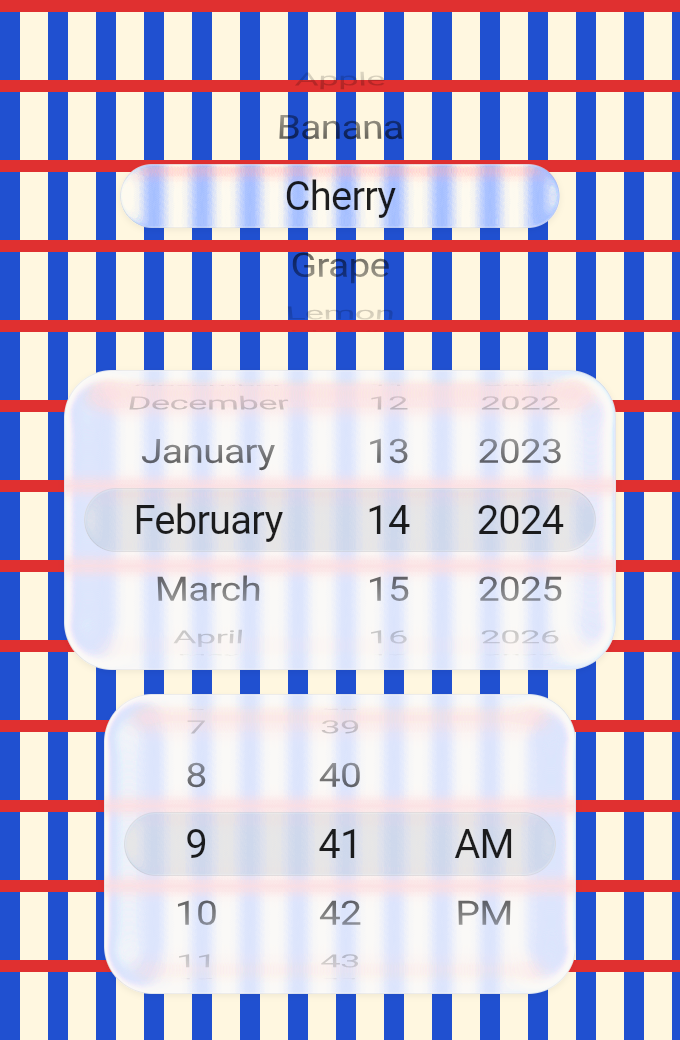 Apple
Banana
Cherry
Grape
Lemon
December 12 2022
January 13 2023
February 14 2024
March 15 2025
April 16 2026
7 39
8 40
9 41 AM
10 42 PM
11 43